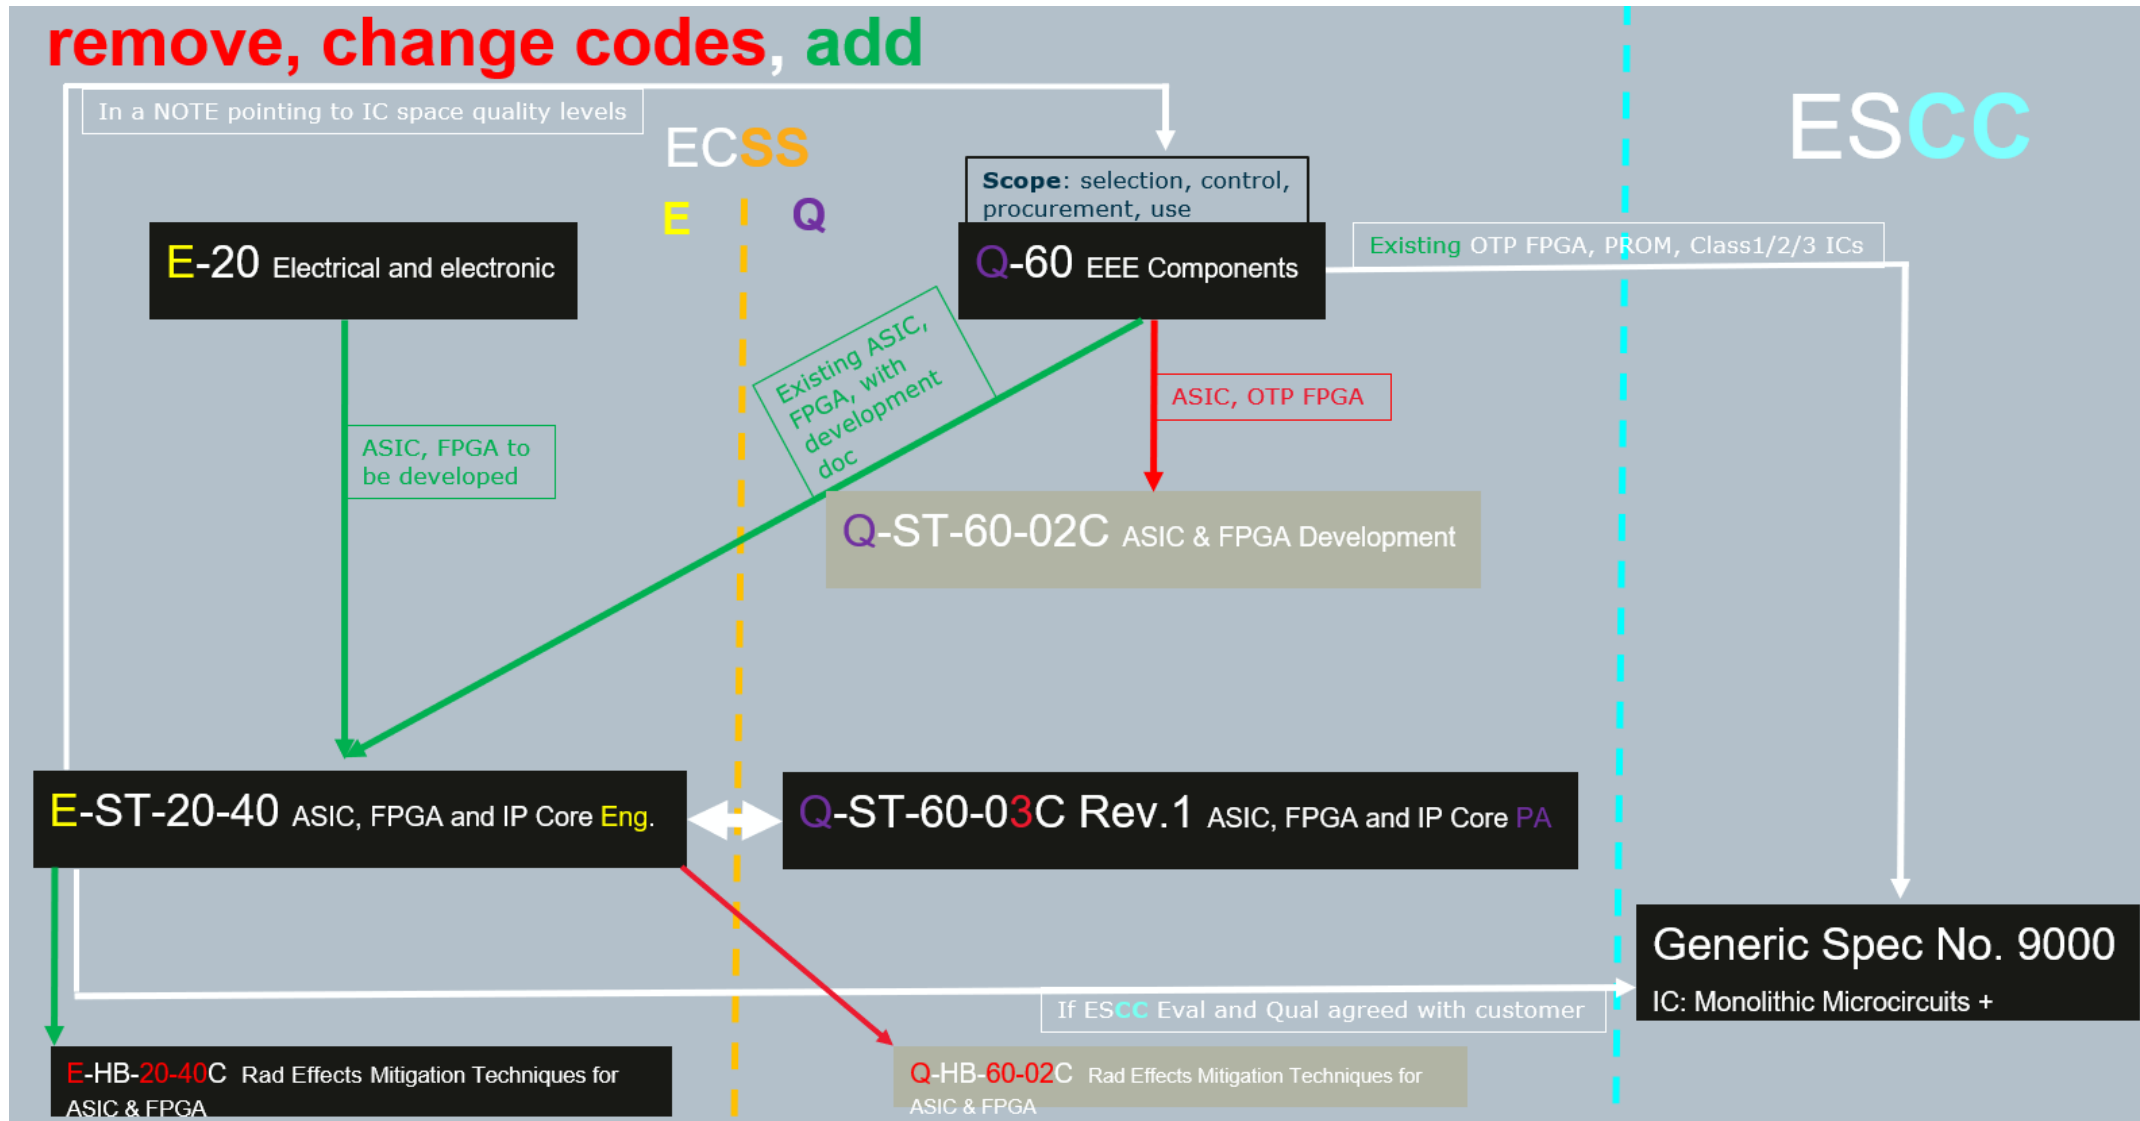 remove, change codes, add
In a NOTE pointing to IC space quality levels
ECSS
E
Q
ESCC
Scope: selection, control,
procurement, use
E-20 Electrical and electronic
Q-60 EEE Components
Existing OTP FPGA, PROM, Class1/2/3 ICs
Existing ASIC,
FPGA, with
development
doc
ASIC, OTP FPGA
ASIC, FPGA to
be developed
Q-ST-60-02C ASIC & FPGA Development
E-ST-20-40 ASIC, FPGA and IP Core Eng.
Q-ST-60-03C Rev.1 ASIC, FPGA and IP Core PA
Generic Spec No. 9000
IC: Monolithic Microcircuits +
If ESCC Eval and Qual agreed with customer
E-HB-20-40C Rad Effects Mitigation Techniques for
ASIC & FPGA
Q-HB-60-02C Rad Effects Mitigation Techniques for
ASIC & FPGA